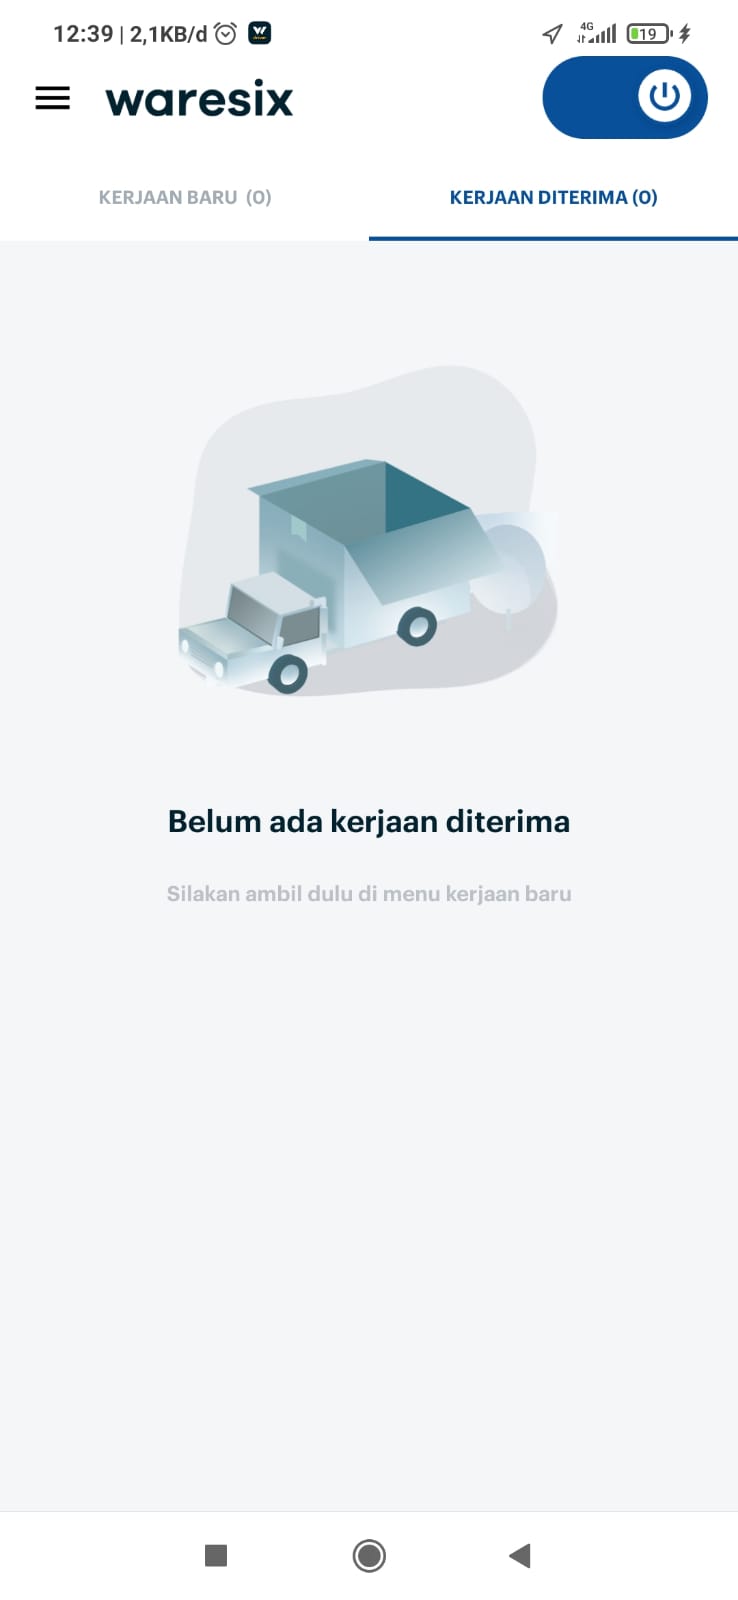 12:39 | 2,1KB/d
4G
19
waresix
KERJAAN BARU (0)
KERJAAN DITERIMA (0)
Belum ada kerjaan diterima
Silakan ambil dulu di menu kerjaan baru